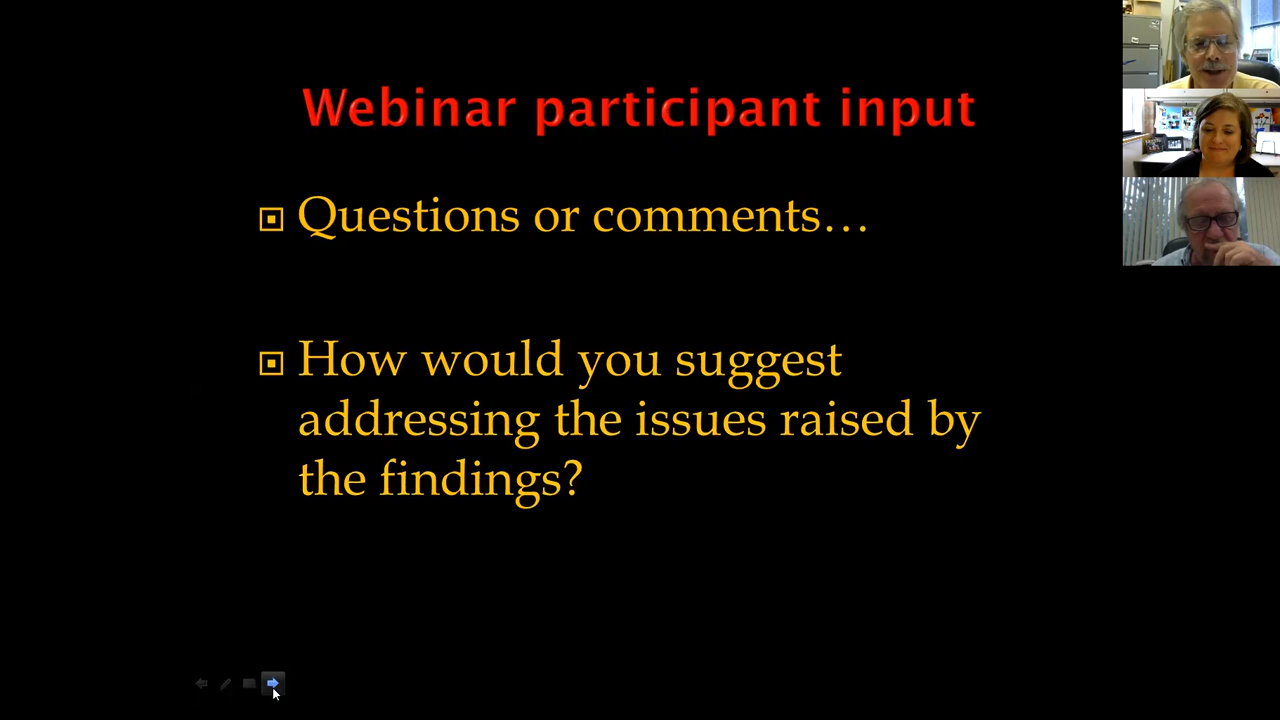 Webinar participant input
Questions or comments…
How would you suggest
addressing the issues raised by
the findings?